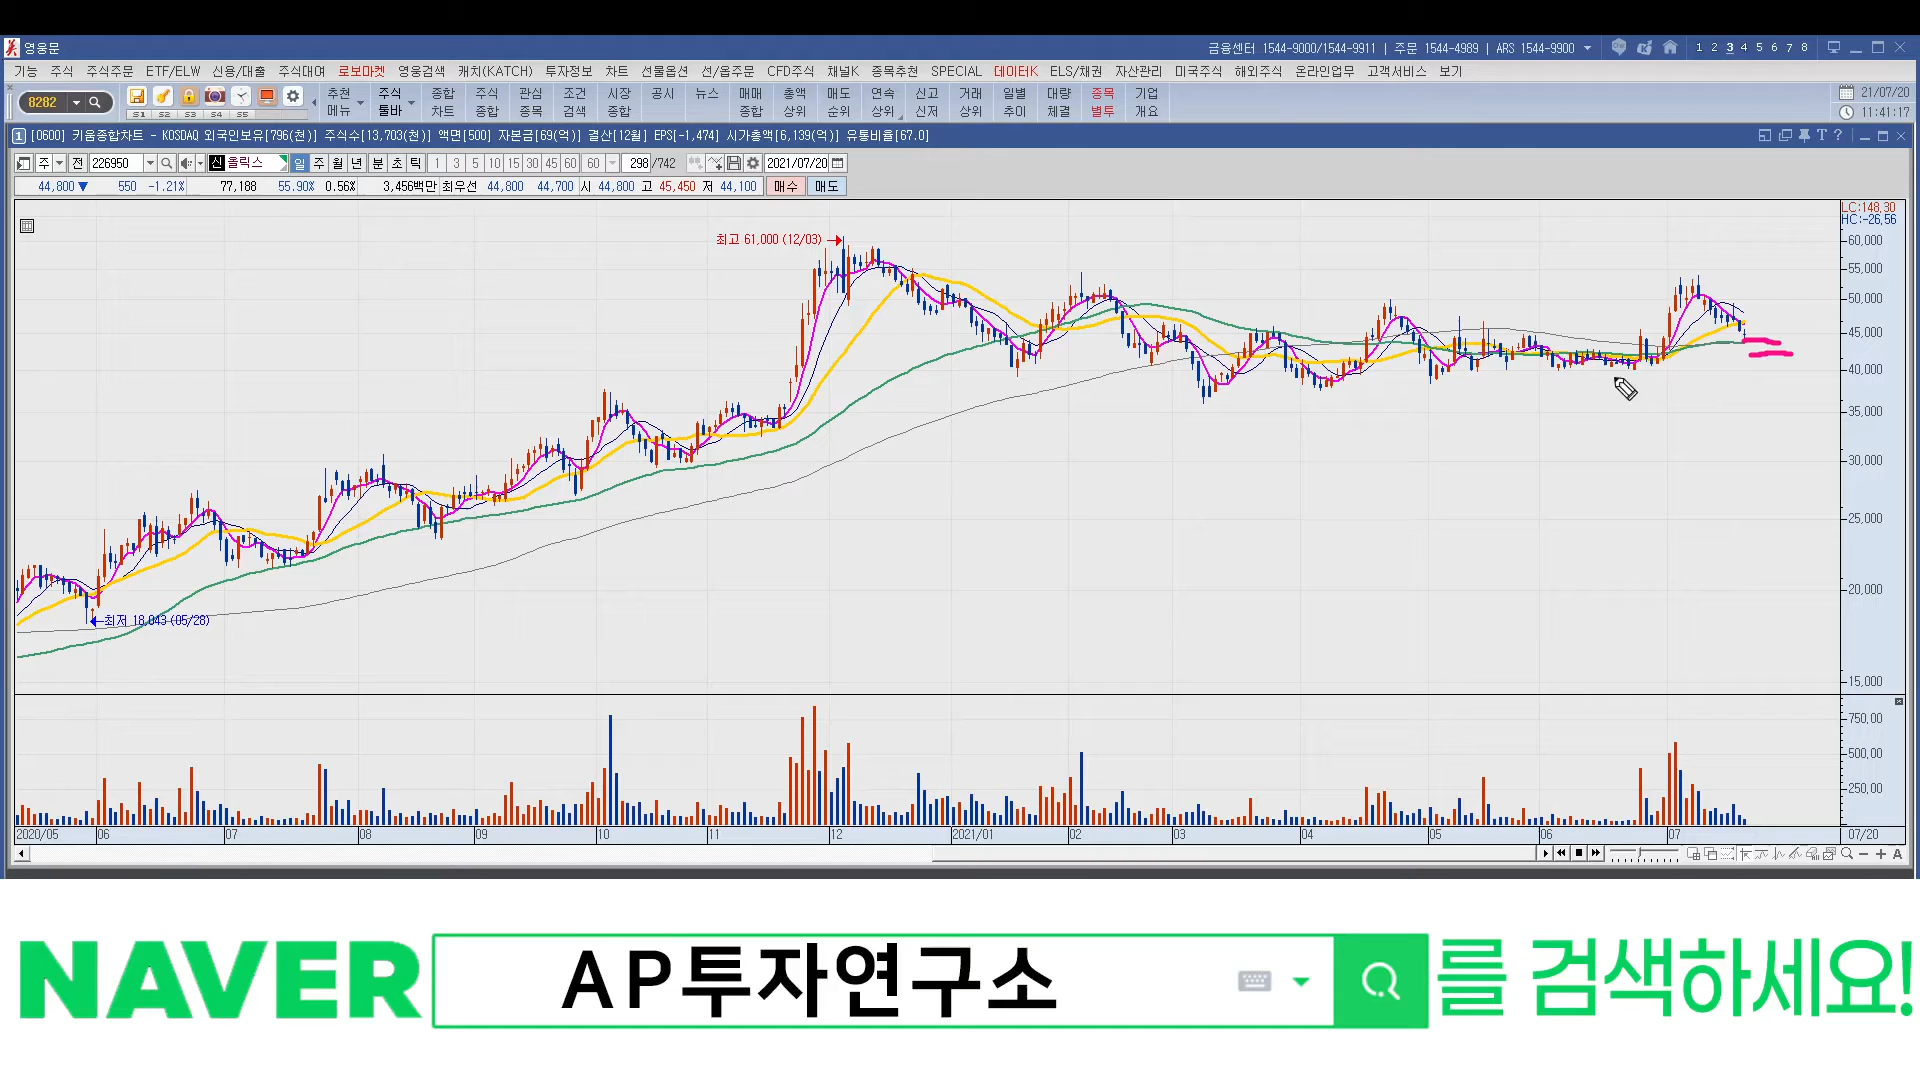 영웅문
금융센터 1544-9000/1544-9911 | 주문 1544-4989 | ARS 1544-9900
1 2 3 4 5 6 7 8
기능 주식 주식주문 ETF/ELW 신용/대출 주식대여 로보마켓 영웅검색 캐치(KATCH) 투자정보 차트 선물옵션 선/옵주문 CFD주식 채널K 종목추천 SPECIAL 데이터K ELS/채권 자산관리 미국주식 해외주식 온라인업무 고객서비스 보기
8282
S1 S2 S3 S4 S5
추천 주식 종합 주식 관심 조건 시장 공시 뉴스 매매 총액 매도 연속 신고 거래 일별 대량 종목 기업
메뉴 툴바 차트 종합 종목 검색 종합 종합 상위 순위 상위 신저 상위 추이 체결 별투 개요
21/07/20
11:41:17
1 [0600] 키움종합차트 - KOSDAQ 외국인보유[796(천)] 주식수[13,703(천)] 액면[500] 자본금[69(억)] 결산[12월] EPS[-1,474] 시가총액[6,139(억)] 유통비율[67.0]
주 전 226950 신 올릭스 일 주 월 년 분 초 틱 1 3 5 10 15 30 45 60 60 298 /742 2021/07/20
44,800 ▼ 550 -1.21% 77,188 55.90% 0.56% 3,456백만 최우선 44,800 44,700 시 44,800 고 45,450 저 44,100 매수 매도
LC:148.30
HC:-26.56
최고 61,000 (12/03)
60,000
55,000
50,000
45,000
40,000
35,000
30,000
25,000
20,000
최저 18,043 (05/28)
15,000
750,00
500,00
250,00
2020/05 06 07 08 09 10 11 12 2021/01 02 03 04 05 06 07 07/20
A
NAVER AP투자연구소 를 검색하세요!